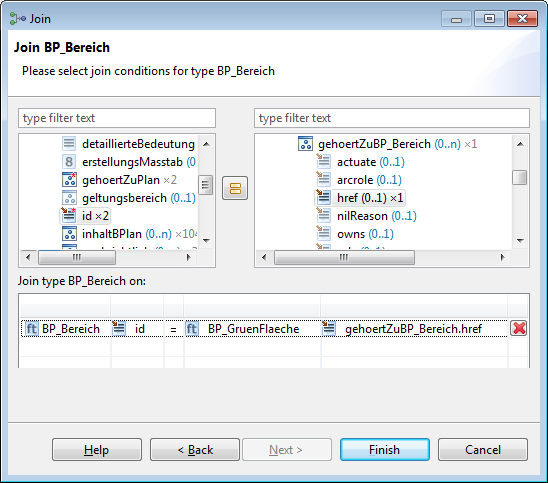 Join
Join BP_Bereich
Please select join conditions for type BP_Bereich
type filter text
type filter text
detaillierteBedeutung
erstellungsMasstab (0
gehoertZuPlan ×2
geltungsbereich (0..1)
id ×2
inhaltBPlan (0..n) ×104
gehoertZuBP_Bereich (0..n) ×1
actuate (0..1)
arcrole (0..1)
href (0..1) ×1
nilReason (0..1)
owns (0..1)
Join type BP_Bereich on:
ft BP_Bereich id = ft BP_GruenFlaeche gehoertZuBP_Bereich.href
Help < Back Next > Finish Cancel